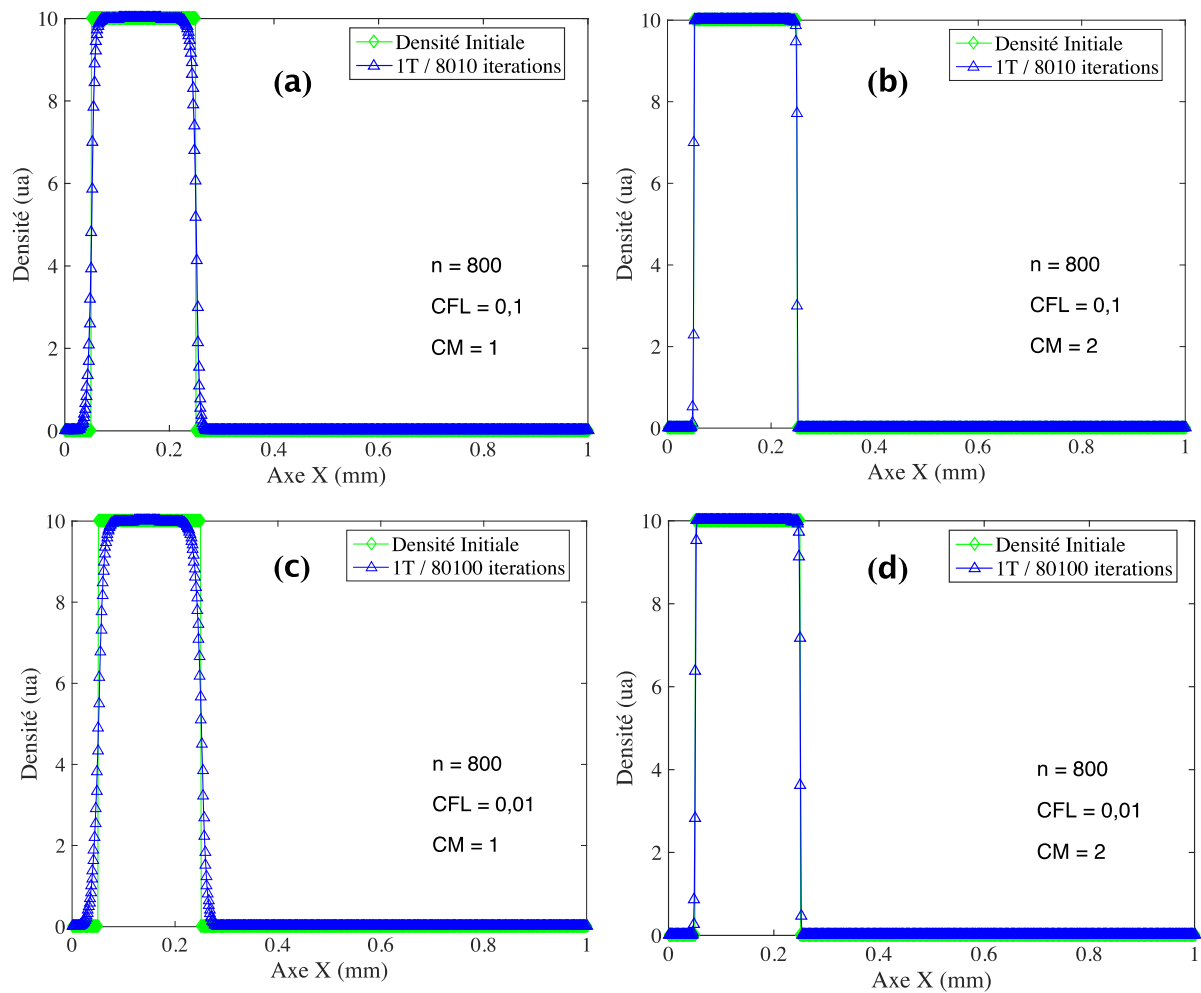 (a)
Densité Initiale
1T / 8010 iterations
n = 800
CFL = 0,1
CM = 1
Densité (ua)
10
8
6
4
2
0
0 0.2 0.4 0.6 0.8 1
Axe X (mm)
(b)
Densité Initiale
1T / 8010 iterations
n = 800
CFL = 0,1
CM = 2
Densité (ua)
10
8
6
4
2
0
0 0.2 0.4 0.6 0.8 1
Axe X (mm)
(c)
Densité Initiale
1T / 80100 iterations
n = 800
CFL = 0,01
CM = 1
Densité (ua)
10
8
6
4
2
0
0 0.2 0.4 0.6 0.8 1
Axe X (mm)
(d)
Densité Initiale
1T / 80100 iterations
n = 800
CFL = 0,01
CM = 2
Densité (ua)
10
8
6
4
2
0
0 0.2 0.4 0.6 0.8 1
Axe X (mm)